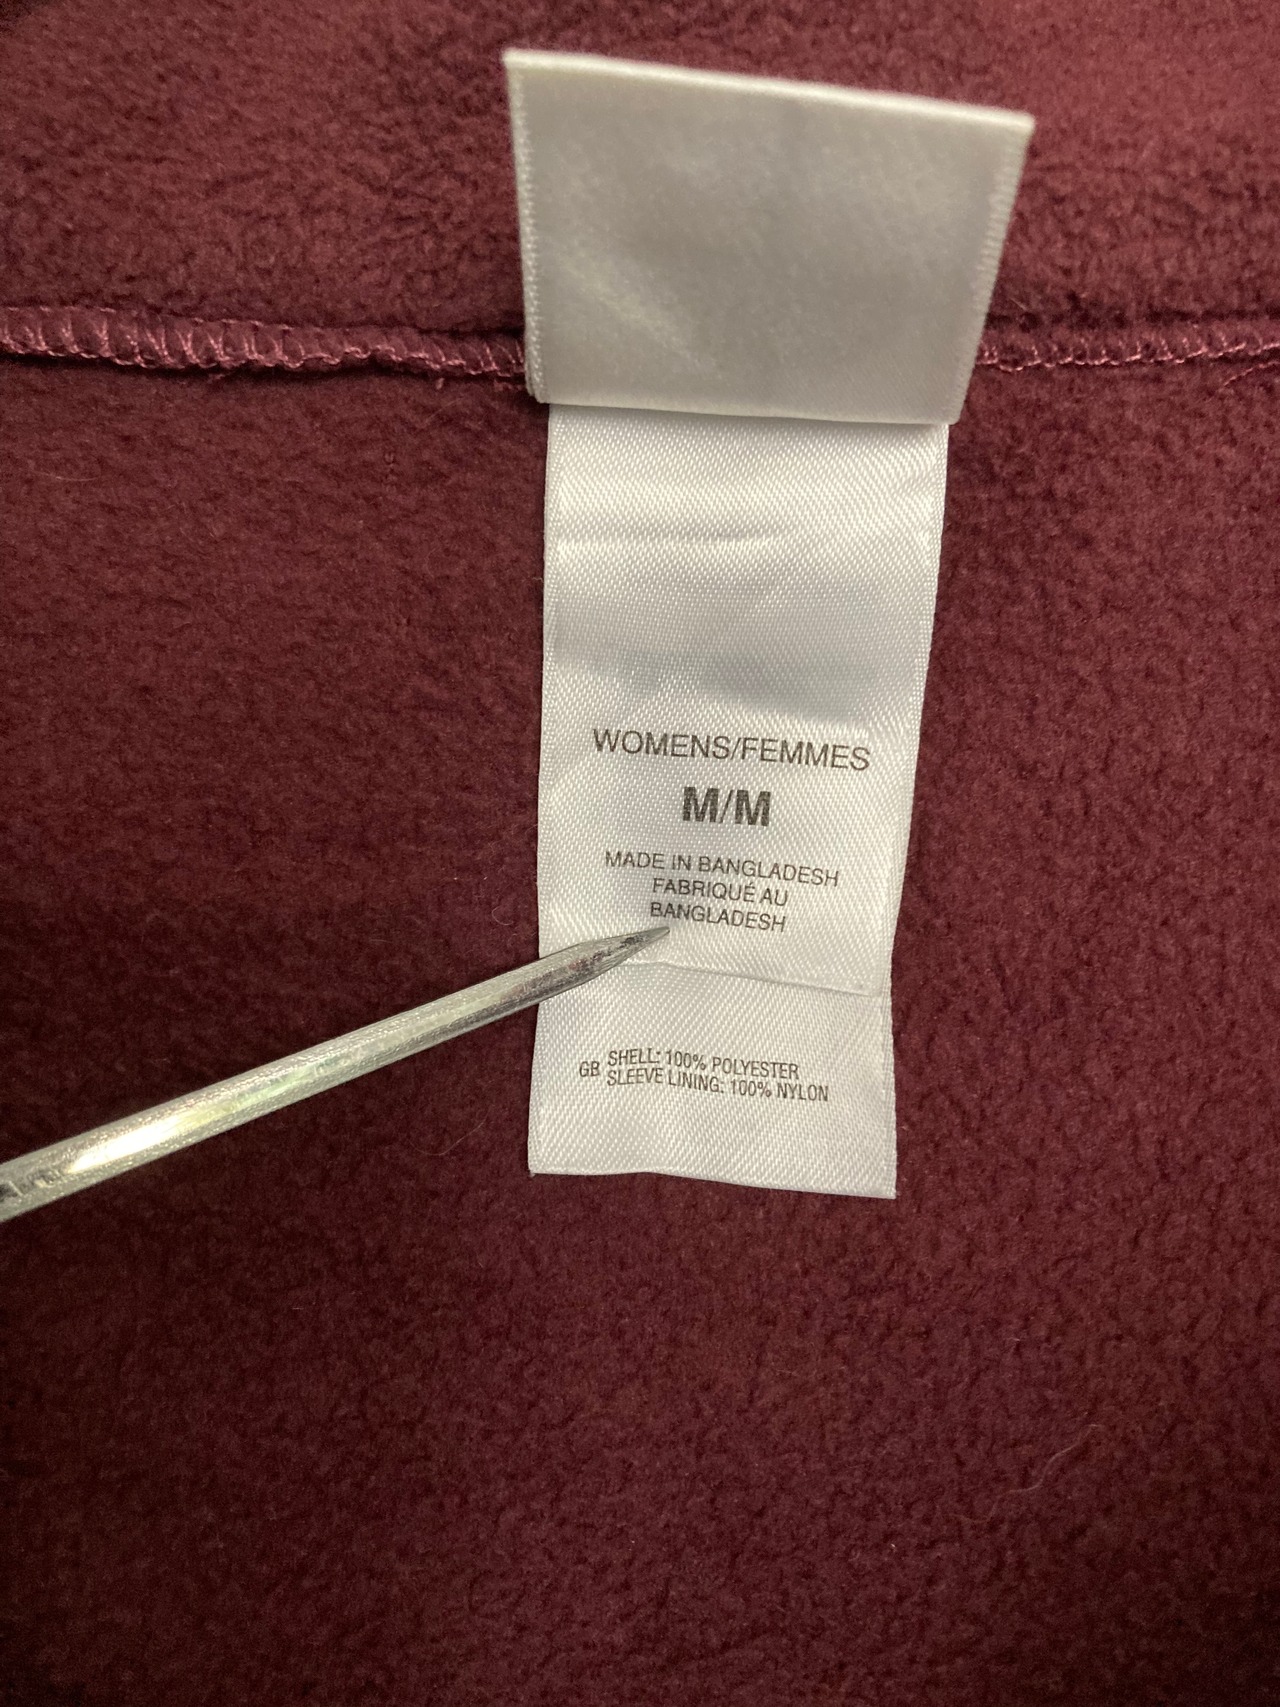 WOMENS/FEMMES
M/M
MADE IN BANGLADESH
FABRIQUÉ AU
BANGLADESH
GB SHELL: 100% POLYESTER
SLEEVE LINING: 100% NYLON